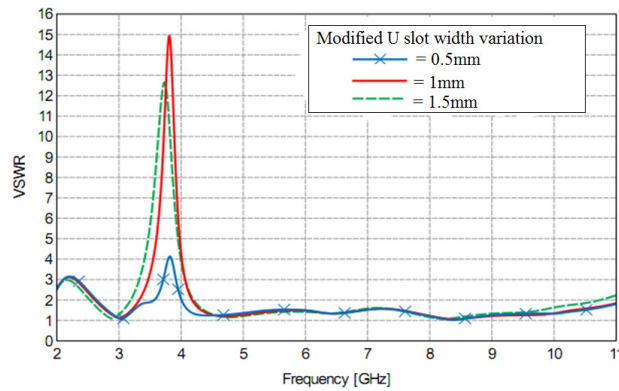 16
15
14
13
12
11
10
9
8
7
6
5
4
3
2
1
0
VSWR
Modified U slot width variation
= 0.5mm
= 1mm
= 1.5mm
2 3 4 5 6 7 8 9 10 11
Frequency [GHz]